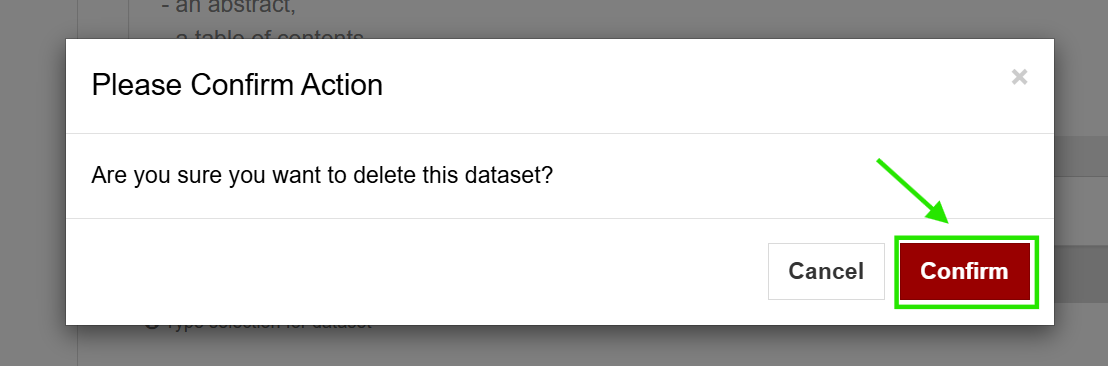 - an abstract,
a table of contents
Please Confirm Action
×
Are you sure you want to delete this dataset?
Cancel
Confirm
Type selection for dataset